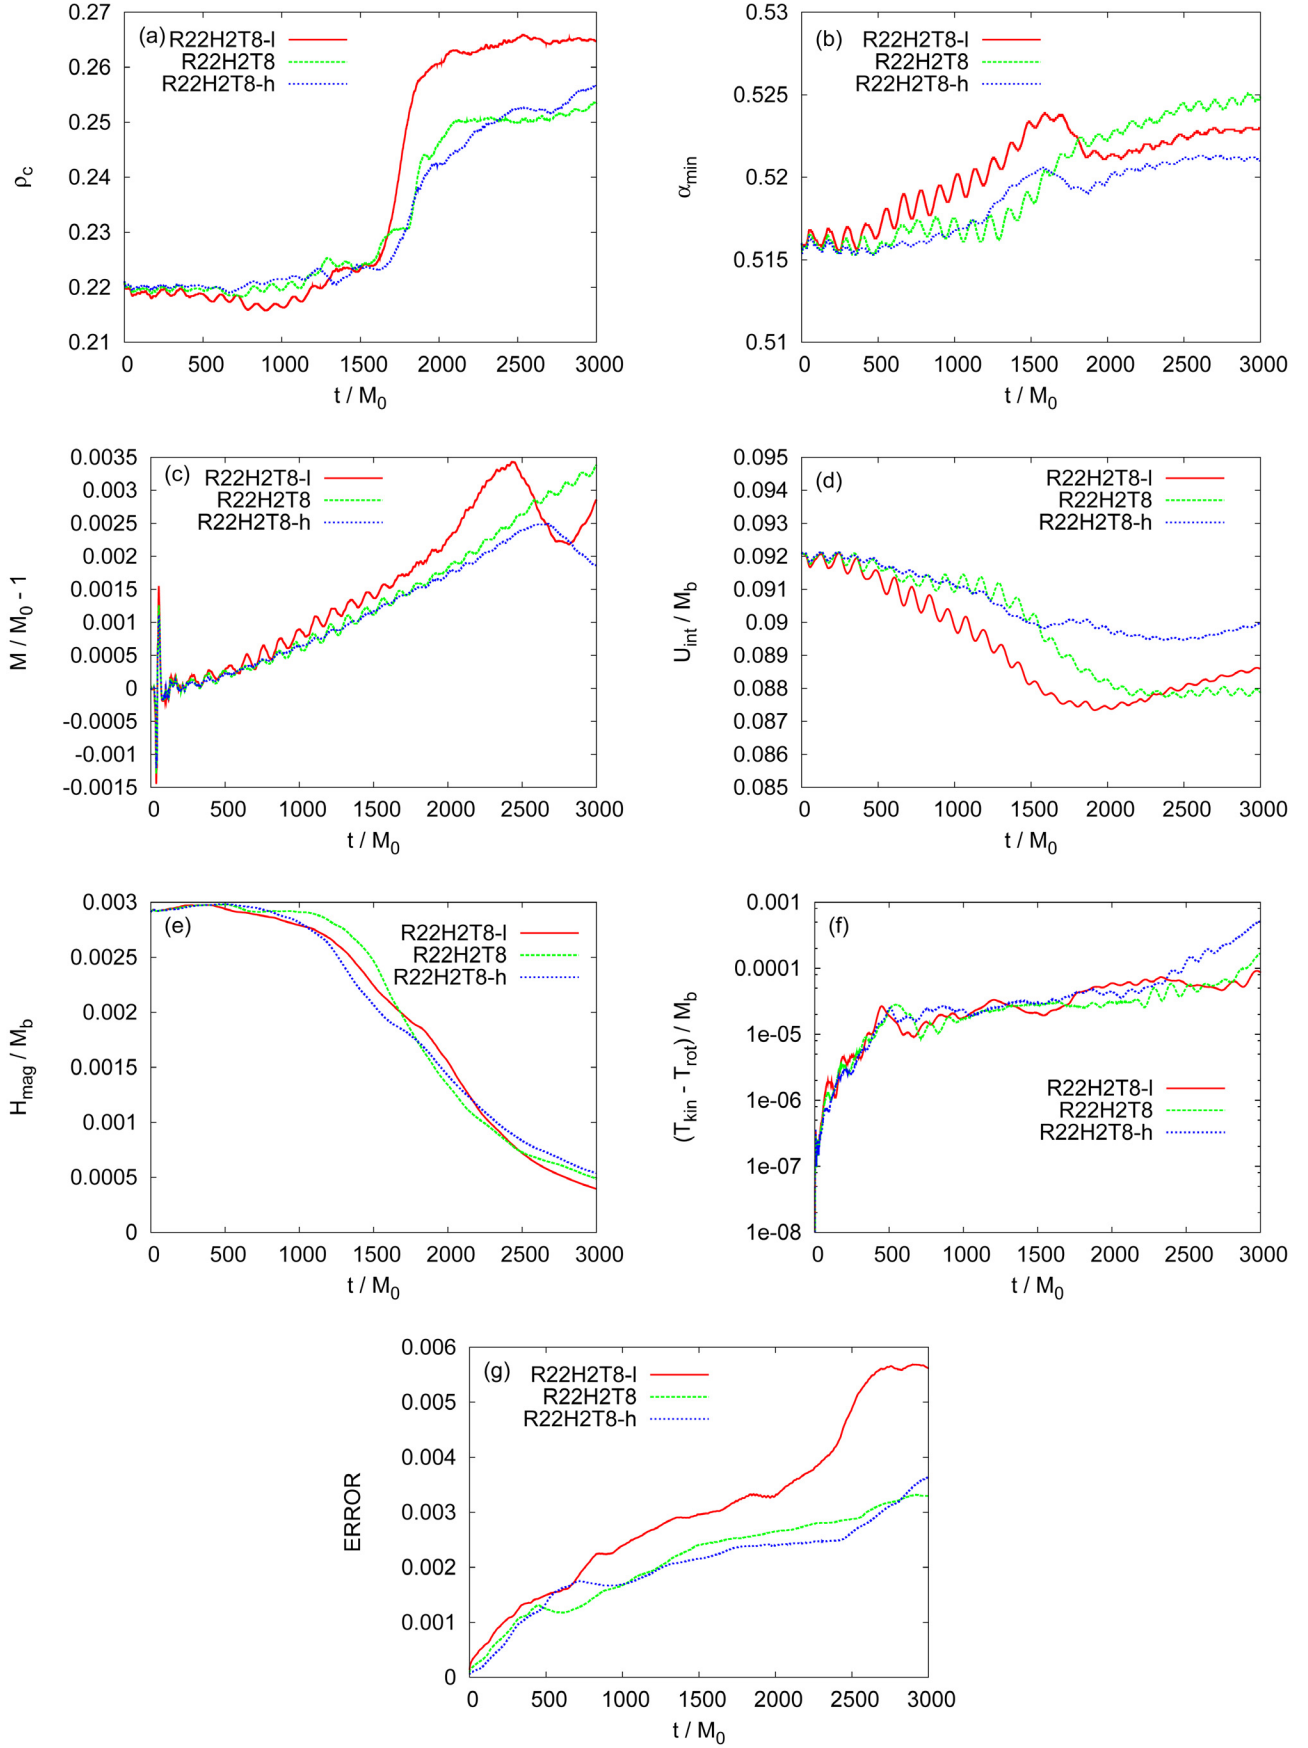 (a)
R22H2T8-l
R22H2T8
R22H2T8-h
0.27
0.26
0.25
0.24
0.23
0.22
0.21
ρc
0 500 1000 1500 2000 2500 3000
t / M0
(b)
R22H2T8-l
R22H2T8
R22H2T8-h
0.53
0.525
0.52
0.515
0.51
αmin
0 500 1000 1500 2000 2500 3000
t / M0
(c)
R22H2T8-l
R22H2T8
R22H2T8-h
0.0035
0.003
0.0025
0.002
0.0015
0.001
0.0005
0
-0.0005
-0.001
-0.0015
M / M0 - 1
0 500 1000 1500 2000 2500 3000
t / M0
(d)
R22H2T8-l
R22H2T8
R22H2T8-h
0.095
0.094
0.093
0.092
0.091
0.09
0.089
0.088
0.087
0.086
0.085
Uint / Mb
0 500 1000 1500 2000 2500 3000
t / M0
(e)
R22H2T8-l
R22H2T8
R22H2T8-h
0.003
0.0025
0.002
0.0015
0.001
0.0005
0
Hmag / Mb
0 500 1000 1500 2000 2500 3000
t / M0
(f)
R22H2T8-l
R22H2T8
R22H2T8-h
0.001
0.0001
1e-05
1e-06
1e-07
1e-08
(Tkin - Trot) / Mb
0 500 1000 1500 2000 2500 3000
t / M0
(g)
R22H2T8-l
R22H2T8
R22H2T8-h
0.006
0.005
0.004
0.003
0.002
0.001
0
ERROR
0 500 1000 1500 2000 2500 3000
t / M0